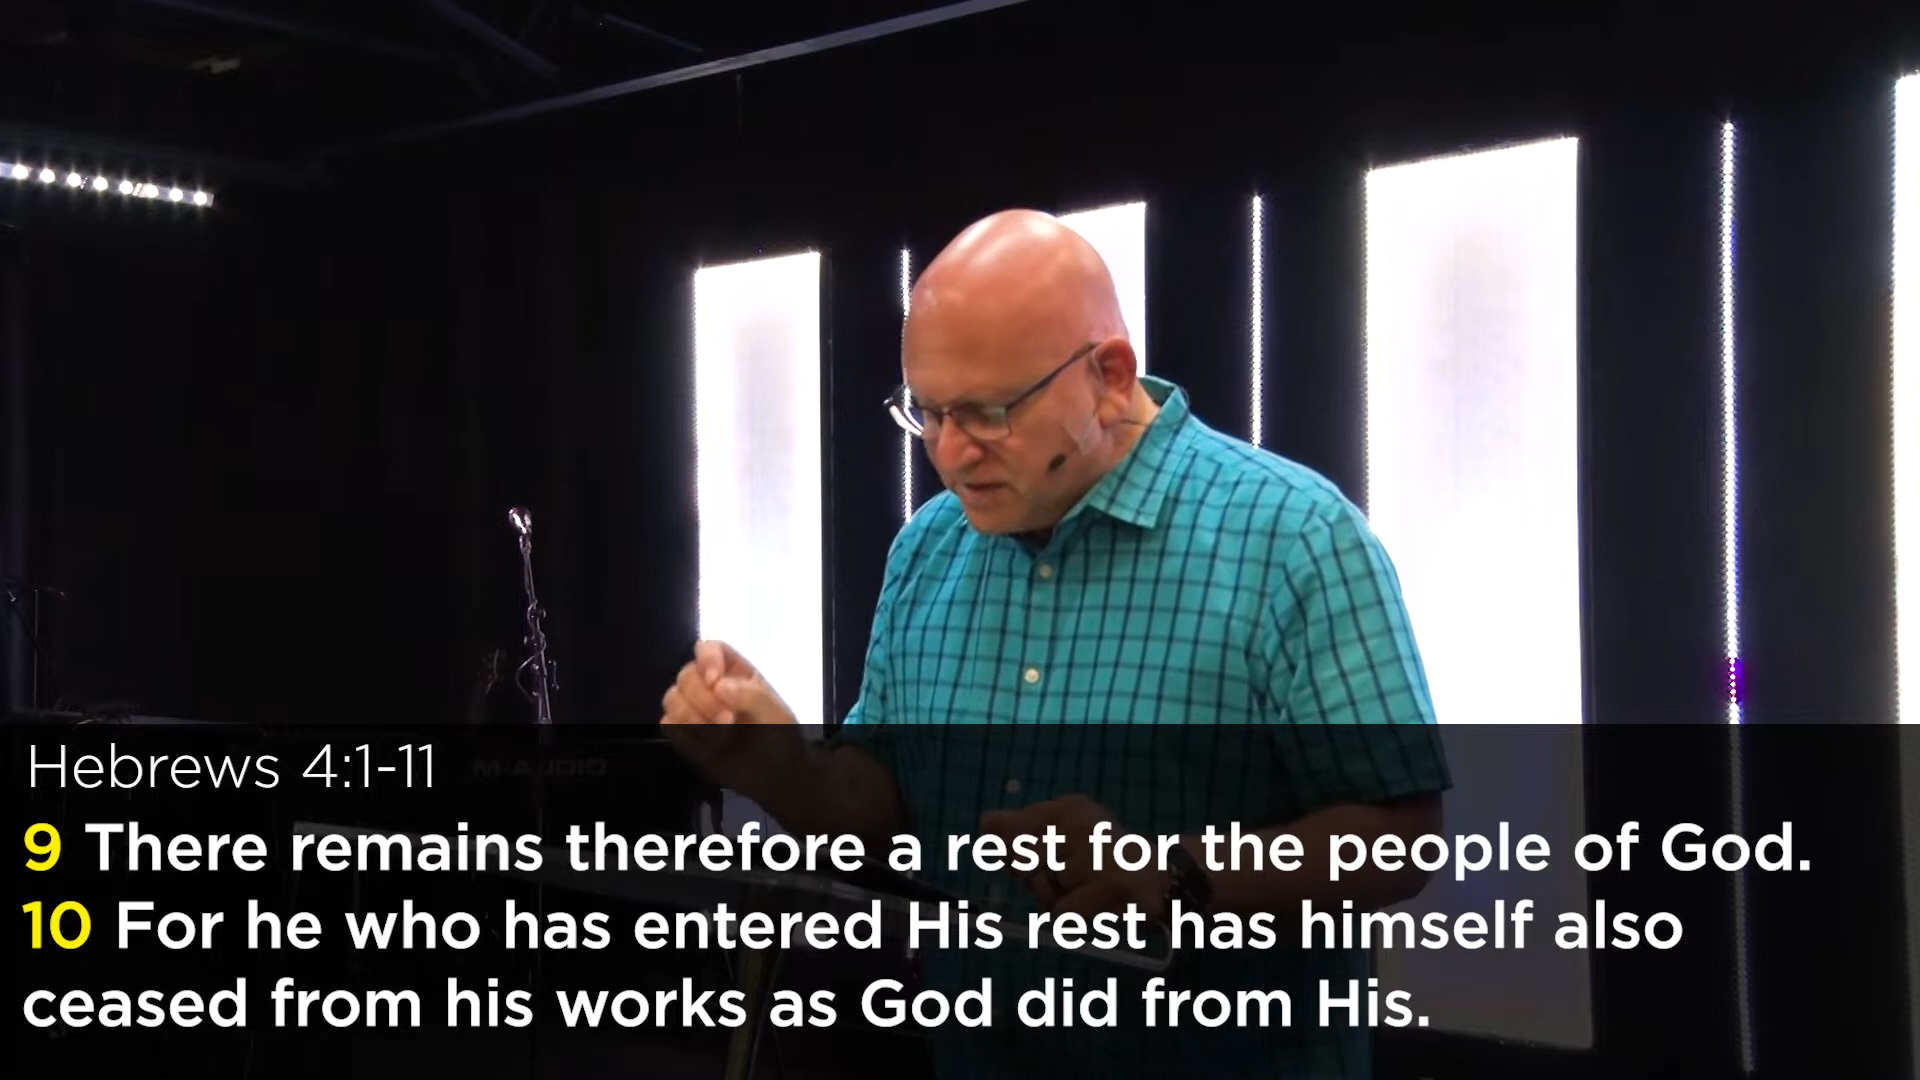 Hebrews 4:1-11
M-AUDIO
9 There remains therefore a rest for the people of God.
10 For he who has entered His rest has himself also
ceased from his works as God did from His.